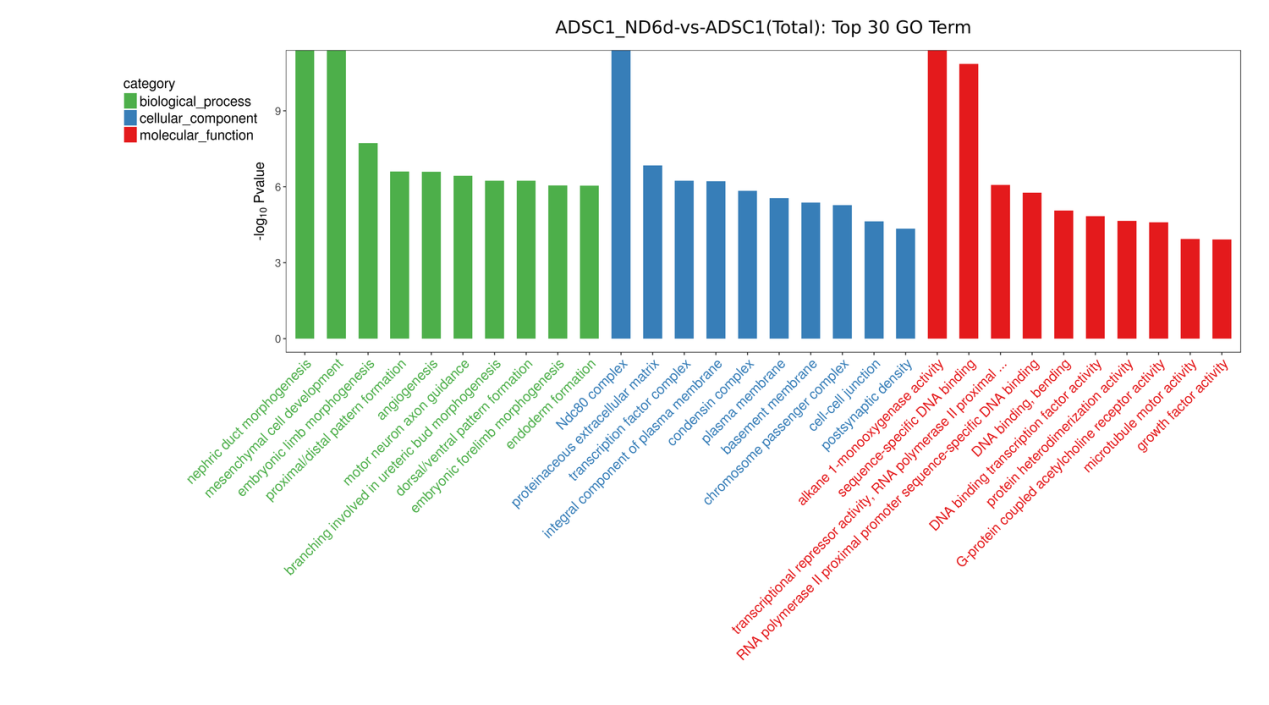 ADSC1_ND6d-vs-ADSC1(Total): Top 30 GO Term
category
biological_process
cellular_component
molecular_function
-log10 Pvalue
9
6
3
0
nephric duct morphogenesis
mesenchymal cell development
embryonic limb morphogenesis
proximal/distal pattern formation
angiogenesis
motor neuron axon guidance
branching involved in ureteric bud morphogenesis
dorsal/ventral pattern formation
embryonic forelimb morphogenesis
endoderm formation
Ndc80 complex
proteinaceous extracellular matrix
transcription factor complex
integral component of plasma membrane
condensin complex
plasma membrane
basement membrane
chromosome passenger complex
cell-cell junction
postsynaptic density
alkane 1-monooxygenase activity
sequence-specific DNA binding
transcriptional repressor activity, RNA polymerase II proximal ...
RNA polymerase II proximal promoter sequence-specific DNA binding
DNA binding, bending
DNA binding transcription factor activity
protein heterodimerization activity
G-protein coupled acetylcholine receptor activity
microtubule motor activity
growth factor activity